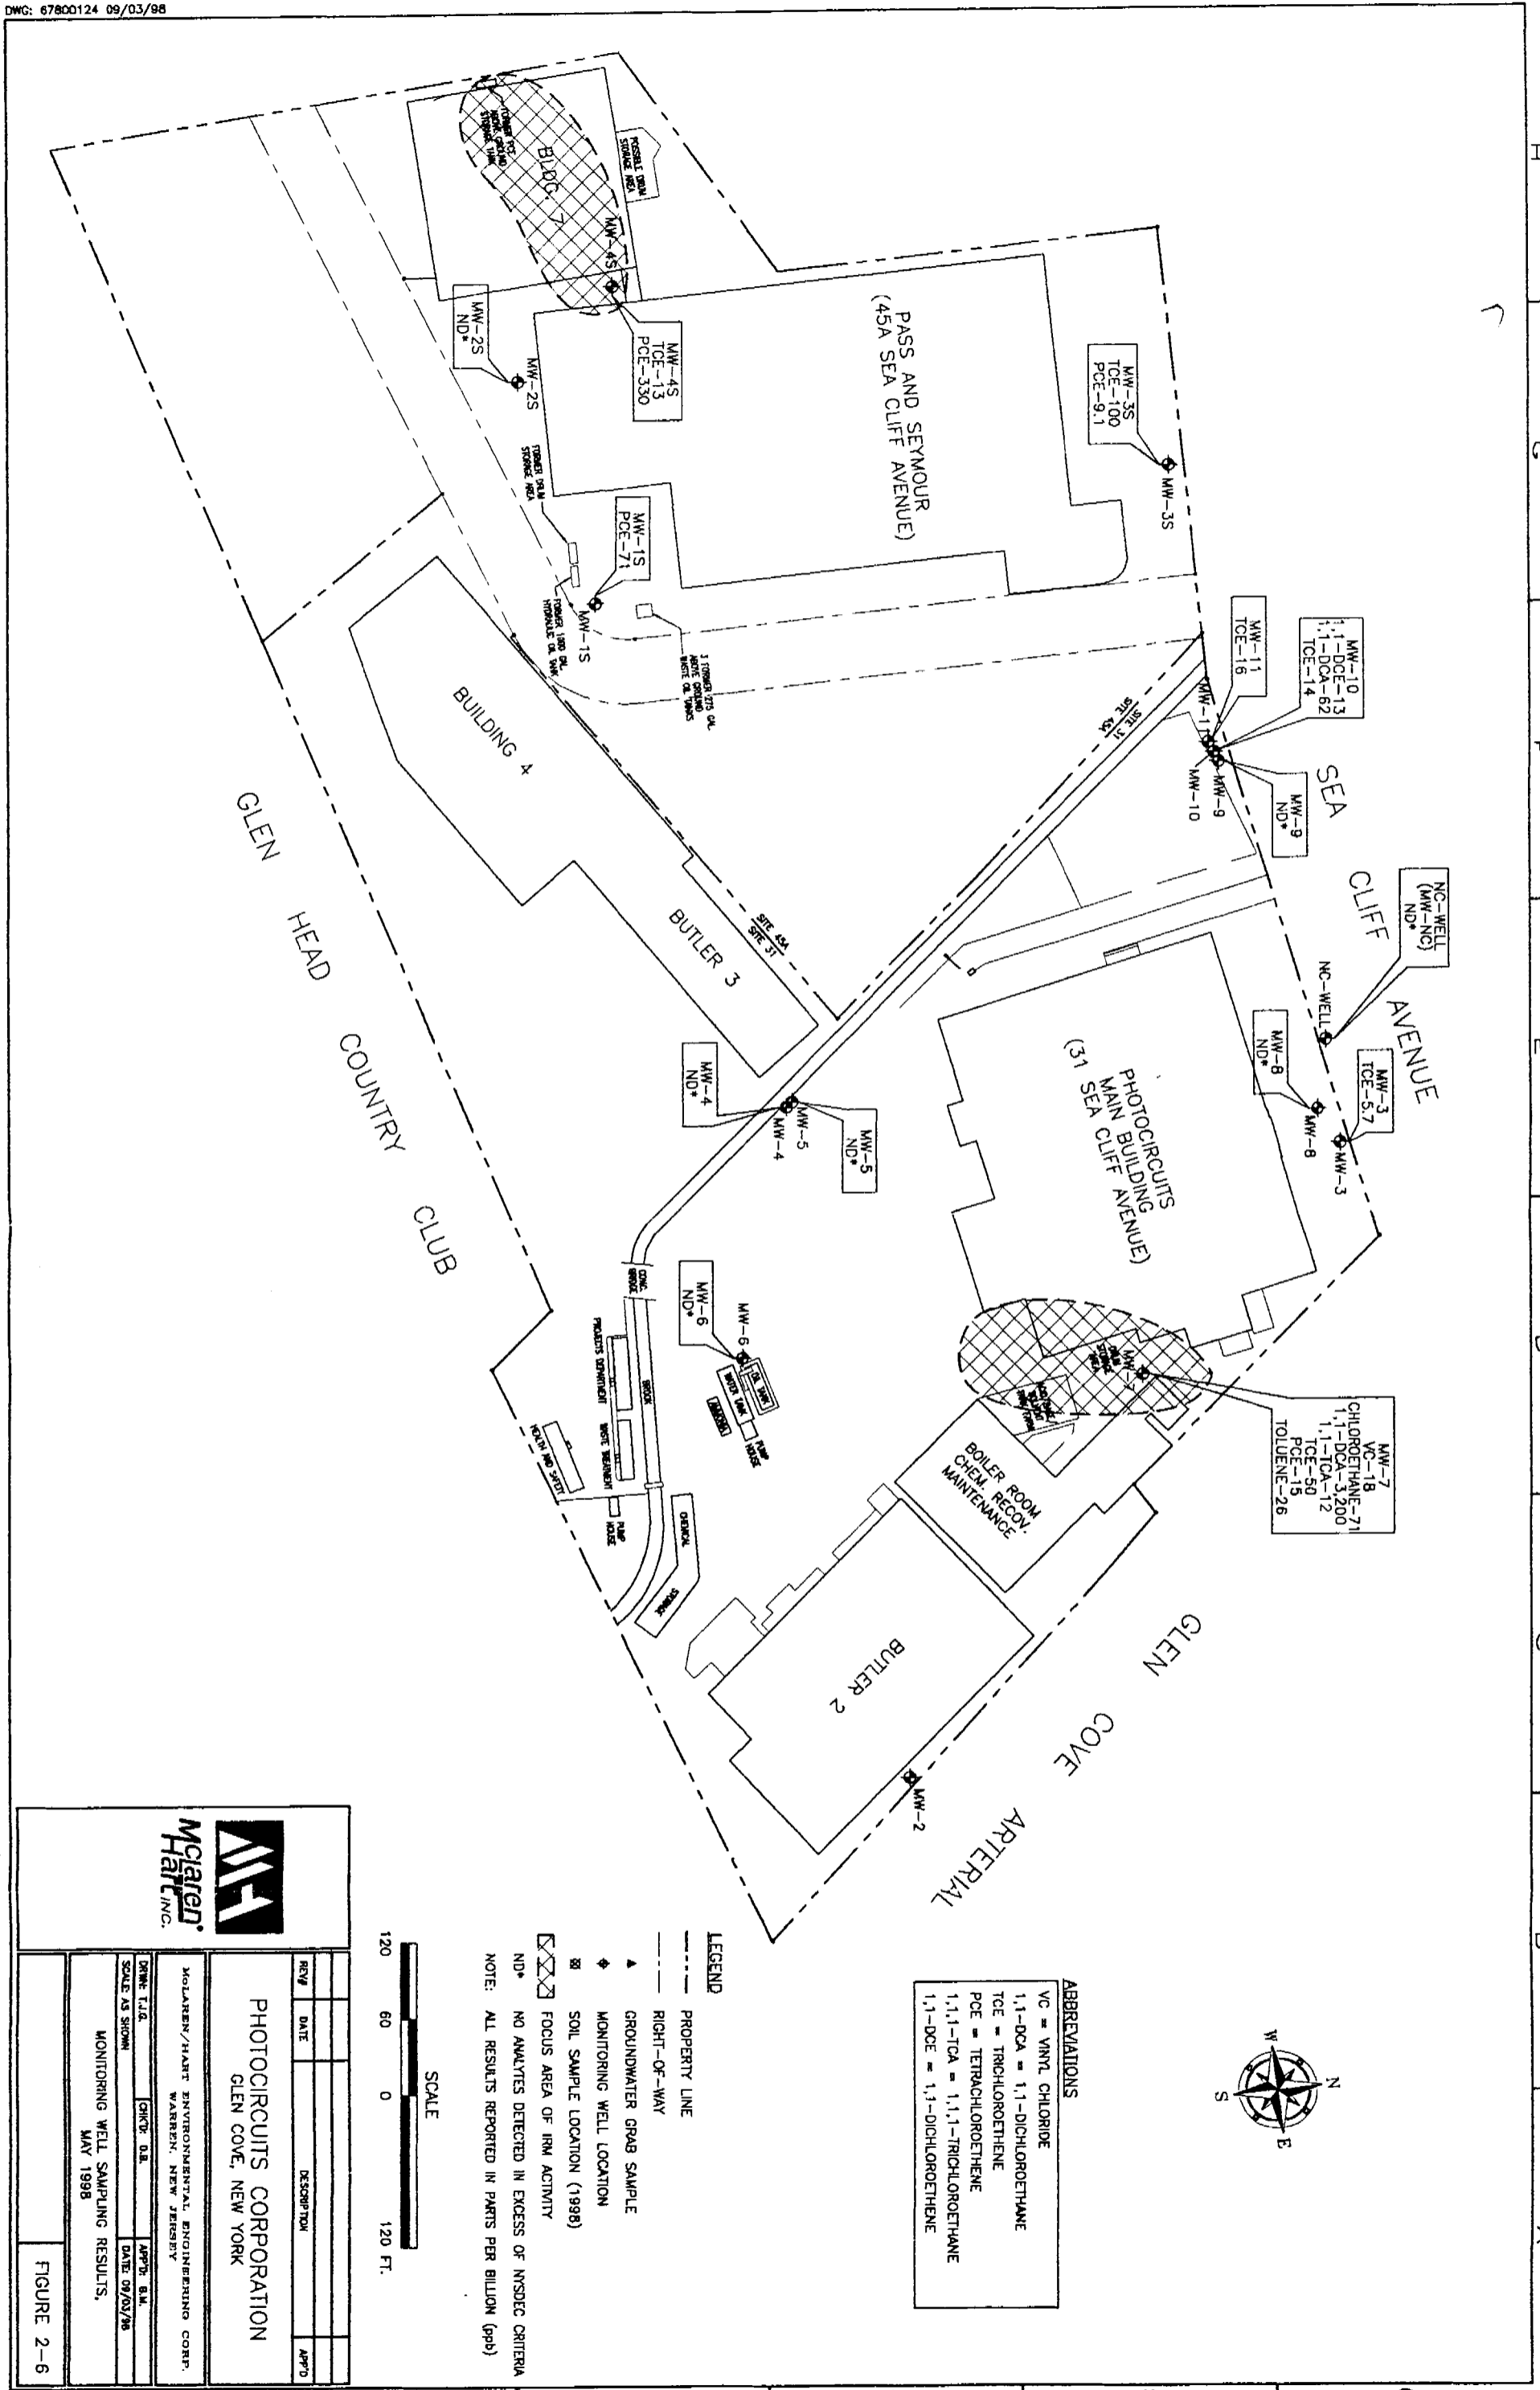 DWG: 67800124 09/03/98
H
G
F
E
D
C
B
A
FORMER PCE
ABOVE GROUND
STORAGE TANK
BLDG. 7
POSSIBLE DRUM
STORAGE AREA
MW-4S
MW-4S
TCE-13
PCE-330
MW-2S
ND*
MW-2S
PASS AND SEYMOUR
(45A SEA CLIFF AVENUE)
MW-3S
TCE-100
PCE-9.1
MW-3S
FORMER DRUM
STORAGE AREA
MW-1S
PCE-71
MW-1S
FORMER 1000 GAL
HYDRAULIC OIL TANK
3 FORMER 275 GAL.
ABOVE GROUND
WASTE OIL TANKS
MW-11
TCE-16
MW-10
1,1-DCE-13
1,1-DCA-62
TCE-14
MW-11
MW-10
MW-9
MW-9
ND*
SITE 31
SITE 45A
SEA
CLIFF
AVENUE
NC-WELL
(MW-NC)
ND*
NC-WELL
MW-8
ND*
MW-8
MW-3
TCE-5.7
MW-3
BUILDING 4
BUTLER 3
SITE 45A
SITE 31
GLEN
HEAD
COUNTRY
CLUB
MW-4
ND*
MW-5
MW-4
MW-5
ND*
PHOTOCIRCUITS
MAIN BUILDING
(31 SEA CLIFF AVENUE)
MW-6
ND*
MW-6
OIL TANK
WATER TANK
PUMP
HOUSE
CONC.
BRIDGE
BROOK
PROJECTS DEPARTMENT
WASTE TREATMENT
HEALTH AND SAFETY
PUMP
HOUSE
CHEMICAL
STORAGE
DRUM
STORAGE
AREA
MW-7
VC-18
CHLOROETHANE-71
1,1-DCA-3,200
1,1-TCA-12
TCE-50
PCE-15
TOLUENE-26
BOILER ROOM
CHEM. RECOV.
MAINTENANCE
BUTLER 2
MW-2
GLEN
COVE
ARTERIAL
N
W
E
S
ABBREVIATIONS
VC = VINYL CHLORIDE
1,1-DCA = 1,1-DICHLOROETHANE
TCE = TRICHLOROETHENE
PCE = TETRACHLOROETHENE
1,1,1-TCA = 1,1,1-TRICHLOROETHANE
1,1-DCE = 1,1-DICHLOROETHENE
LEGEND
PROPERTY LINE
RIGHT-OF-WAY
GROUNDWATER GRAB SAMPLE
MONITORING WELL LOCATION
SOIL SAMPLE LOCATION (1998)
FOCUS AREA OF IRM ACTIVITY
ND* NO ANALYTES DETECTED IN EXCESS OF NYSDEC CRITERIA
NOTE: ALL RESULTS REPORTED IN PARTS PER BILLION (ppb)
SCALE
120 60 0 120 FT.
REV# DATE DESCRIPTION APP'D
PHOTOCIRCUITS CORPORATION
GLEN COVE, NEW YORK
McLaren®
Hart INC.
McLAREN/HART ENVIRONMENTAL ENGINEERING CORP.
WARREN, NEW JERSEY
DRWN: T.J.G. CHK'D: D.B. APP'D: B.M.
SCALE: AS SHOWN DATE: 09/03/98
MONITORING WELL SAMPLING RESULTS,
MAY 1998
FIGURE 2-6